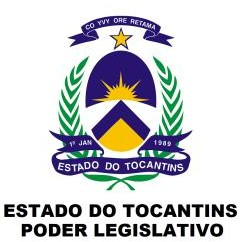 CO YVY ORE RETAMA
1º JAN 1989
ESTADO DO TOCANTINS
ESTADO DO TOCANTINS
PODER LEGISLATIVO